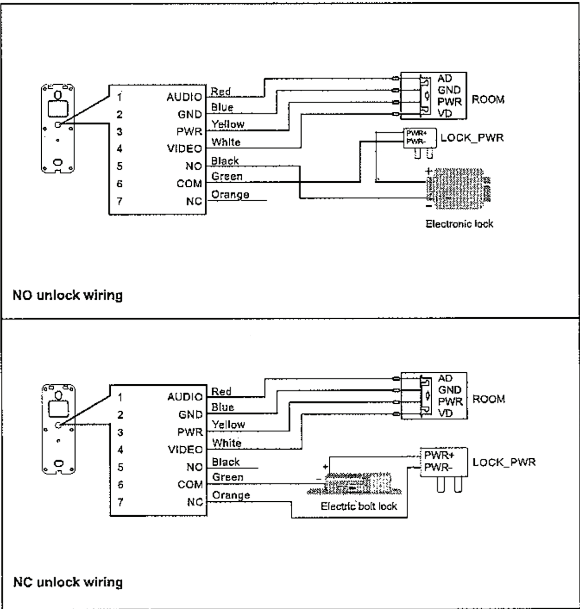 1 AUDIO Red AD
2 GND Blue GND
3 PWR Yellow PWR ROOM
4 VIDEO White VD
5 NO Black PWR+ LOCK_PWR
6 COM Green PWR-
7 NC Orange + -
Electronic lock
NO unlock wiring
1 AUDIO Red AD
2 GND Blue GND
3 PWR Yellow PWR ROOM
4 VIDEO White VD
5 NO Black PWR+ LOCK_PWR
6 COM Green + - PWR-
7 NC Orange Electric bolt lock
NC unlock wiring